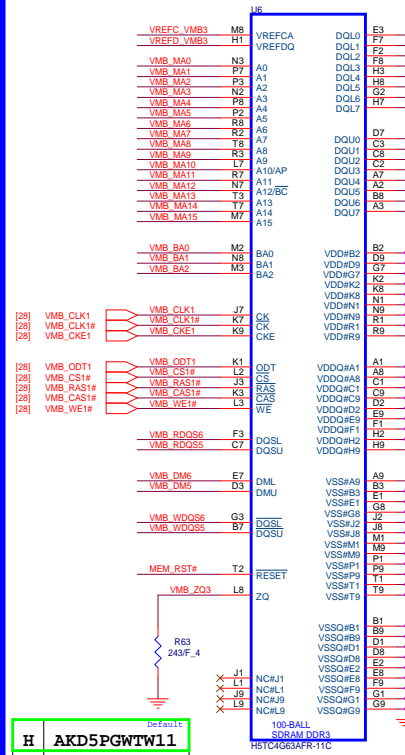 U6
VREFC_VMB3 M8 VREFCA DQL0 E3
VREFD_VMB3 H1 VREFDQ DQL1 F7
DQL2 F2
VMB_MA0 N3 A0 DQL3 F8
VMB_MA1 P7 A1 DQL4 H3
VMB_MA2 P3 A2 DQL5 H8
VMB_MA3 N2 A3 DQL6 G2
VMB_MA4 P8 A4 DQL7 H7
VMB_MA5 P2 A5
VMB_MA6 R8 A6
VMB_MA7 R2 A7 DQU0 D7
VMB_MA8 T8 A8 DQU1 C3
VMB_MA9 R3 A9 DQU2 C8
VMB_MA10 L7 A10/AP DQU3 C2
VMB_MA11 R7 A11 DQU4 A7
VMB_MA12 N7 A12/BC DQU5 A2
VMB_MA13 T3 A13 DQU6 B8
VMB_MA14 T7 A14 DQU7 A3
VMB_MA15 M7 A15
VMB_BA0 M2 BA0 VDD#B2 B2
VMB_BA1 N8 BA1 VDD#D9 D9
VMB_BA2 M3 BA2 VDD#G7 G7
VDD#K2 K2
VDD#K8 K8
VDD#N1 N1
[28] VMB_CLK1 VMB_CLK1 J7 CK VDD#N9 N9
[28] VMB_CLK1# VMB_CLK1# K7 CK VDD#R1 R1
[28] VMB_CKE1 VMB_CKE1 K9 CKE VDD#R9 R9
[28] VMB_ODT1 VMB_ODT1 K1 ODT VDDQ#A1 A1
[28] VMB_CS1# VMB_CS1# L2 CS VDDQ#A8 A8
[28] VMB_RAS1# VMB_RAS1# J3 RAS VDDQ#C1 C1
[28] VMB_CAS1# VMB_CAS1# K3 CAS VDDQ#C9 C9
[28] VMB_WE1# VMB_WE1# L3 WE VDDQ#D2 D2
VDDQ#E9 E9
VDDQ#F1 F1
VMB_RDQS6 F3 DQSL VDDQ#H2 H2
VMB_RDQS5 C7 DQSU VDDQ#H9 H9
VMB_DM6 E7 DML VSS#A9 A9
VMB_DM5 D3 DMU VSS#B3 B3
VSS#E1 E1
VSS#G8 G8
VMB_WDQS6 G3 DQSL VSS#J2 J2
VMB_WDQS5 B7 DQSU VSS#J8 J8
VSS#M1 M1
VSS#M9 M9
VSS#P1 P1
MEM_RST# T2 RESET VSS#P9 P9
VSS#T1 T1
VMB_ZQ3 L8 ZQ VSS#T9 T9
VSSQ#B1 B1
VSSQ#B9 B9
VSSQ#D1 D1
VSSQ#D8 D8
VSSQ#E2 E2
J1 NC#J1 VSSQ#E8 E8
L1 NC#L1 VSSQ#F9 F9
J9 NC#J9 VSSQ#G1 G1
L9 NC#L9 VSSQ#G9 G9
R63
243/F_4
100-BALL
SDRAM DDR3
H5TC4G63AFR-11C
Default
H AKD5PGWTW11